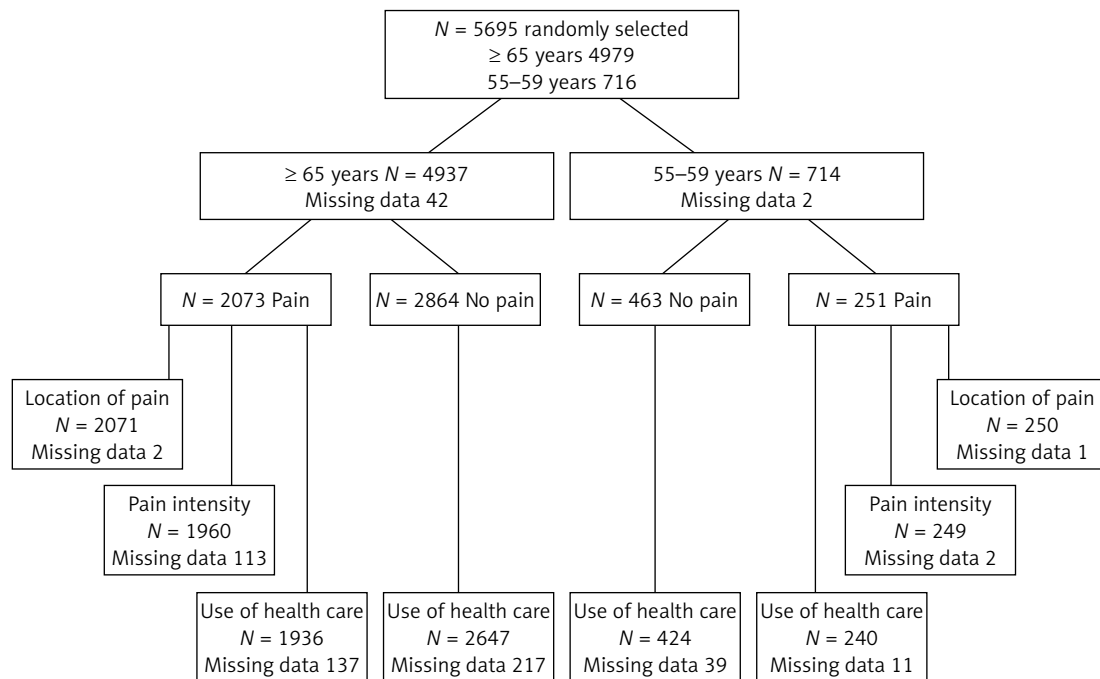 N = 5695 randomly selected
≥ 65 years 4979
55–59 years 716
≥ 65 years N = 4937
Missing data 42
55–59 years N = 714
Missing data 2
N = 2073 Pain
N = 2864 No pain
N = 463 No pain
N = 251 Pain
Location of pain
N = 2071
Missing data 2
Location of pain
N = 250
Missing data 1
Pain intensity
N = 1960
Missing data 113
Pain intensity
N = 249
Missing data 2
Use of health care
N = 1936
Missing data 137
Use of health care
N = 2647
Missing data 217
Use of health care
N = 424
Missing data 39
Use of health care
N = 240
Missing data 11